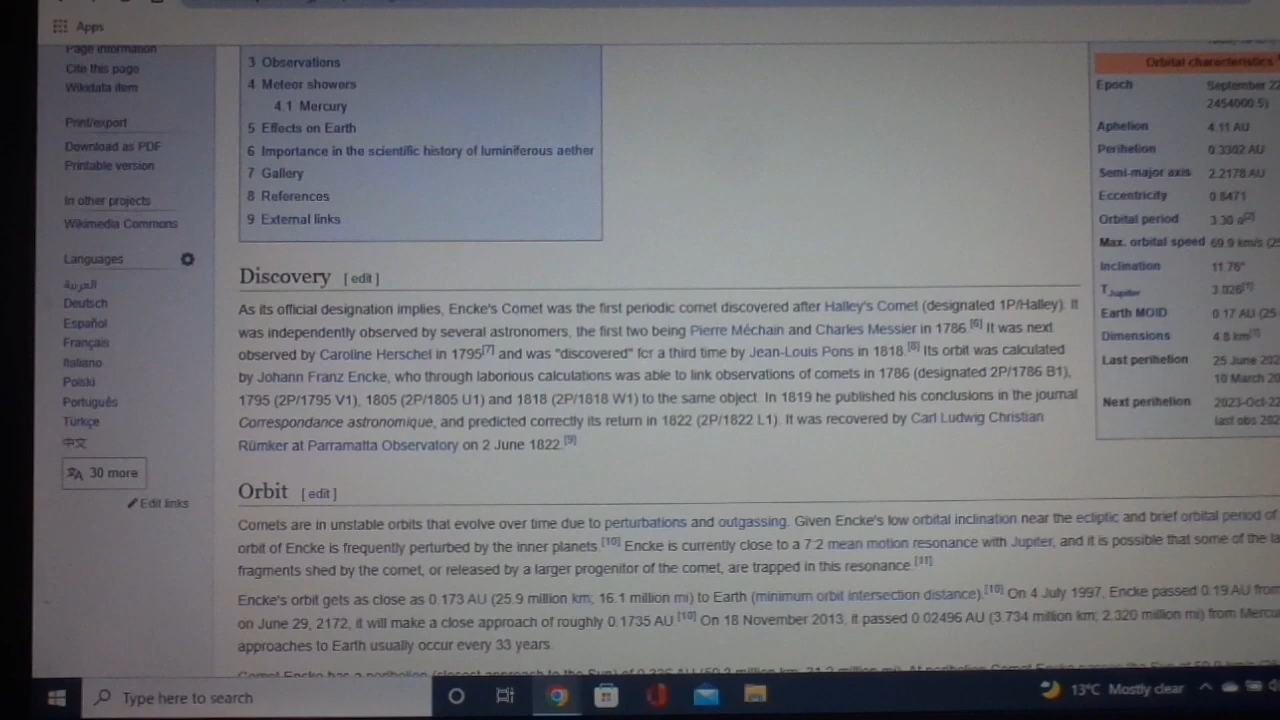 Apps
Page information
Cite this page
Wikidata item
Print/export
Download as PDF
Printable version
In other projects
Wikimedia Commons
Languages
العربية
Deutsch
Español
Français
Italiano
Polski
Português
Türkçe
中文
30 more
Edit links
3 Observations
4 Meteor showers
4.1 Mercury
5 Effects on Earth
6 Importance in the scientific history of luminiferous aether
7 Gallery
8 References
9 External links
Discovery [ edit ]
As its official designation implies, Encke's Comet was the first periodic comet discovered after Halley's Comet (designated 1P/Halley). It
was independently observed by several astronomers, the first two being Pierre Méchain and Charles Messier in 1786.[6] It was next
observed by Caroline Herschel in 1795[7] and was "discovered" for a third time by Jean-Louis Pons in 1818.[8] Its orbit was calculated
by Johann Franz Encke, who through laborious calculations was able to link observations of comets in 1786 (designated 2P/1786 B1),
1795 (2P/1795 V1), 1805 (2P/1805 U1) and 1818 (2P/1818 W1) to the same object. In 1819 he published his conclusions in the journal
Correspondance astronomique, and predicted correctly its return in 1822 (2P/1822 L1). It was recovered by Carl Ludwig Christian
Rümker at Parramatta Observatory on 2 June 1822.[9]
Orbit [ edit ]
Comets are in unstable orbits that evolve over time due to perturbations and outgassing. Given Encke's low orbital inclination near the ecliptic and brief orbital period of
orbit of Encke is frequently perturbed by the inner planets.[10] Encke is currently close to a 7:2 mean motion resonance with Jupiter, and it is possible that some of the la
fragments shed by the comet, or released by a larger progenitor of the comet, are trapped in this resonance.[11]
Encke's orbit gets as close as 0.173 AU (25.9 million km; 16.1 million mi) to Earth (minimum orbit intersection distance).[10] On 4 July 1997, Encke passed 0.19 AU from
on June 29, 2172, it will make a close approach of roughly 0.1735 AU.[10] On 18 November 2013, it passed 0.02496 AU (3.734 million km; 2.320 million mi) from Mercu
approaches to Earth usually occur every 33 years.
Orbital characteristics
Epoch September 22
2454000.5)
Aphelion 4.11 AU
Perihelion 0.3302 AU
Semi-major axis 2.2178 AU
Eccentricity 0.8471
Orbital period 3.30 a[2]
Max. orbital speed 69.9 km/s (25
Inclination 11.76°
TJupiter 3.026[1]
Earth MOID 0.17 AU (25
Dimensions 4.8 km[1]
Last perihelion 25 June 202
10 March 20
Next perihelion 2023-Oct-22
last obs 202
Type here to search
13°C Mostly clear